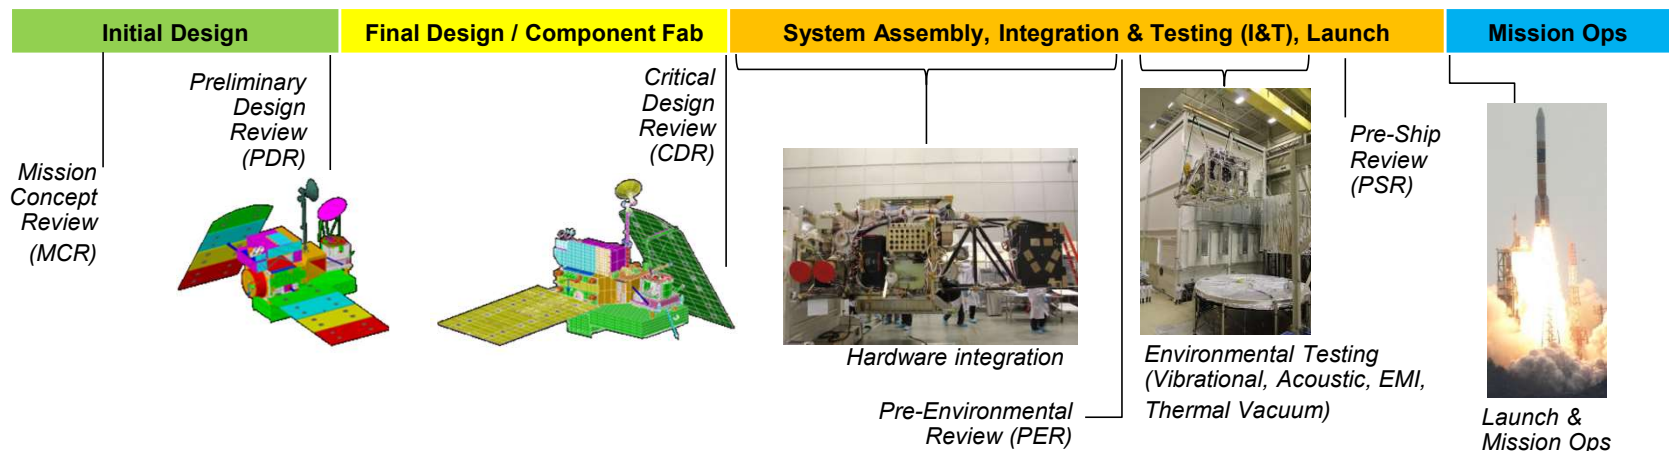 Initial Design
Final Design / Component Fab
System Assembly, Integration & Testing (I&T), Launch
Mission Ops
Mission
Concept
Review
(MCR)
Preliminary
Design
Review
(PDR)
Critical
Design
Review
(CDR)
Hardware integration
Pre-Environmental
Review (PER)
Environmental Testing
(Vibrational, Acoustic, EMI,
Thermal Vacuum)
Pre-Ship
Review
(PSR)
Launch &
Mission Ops